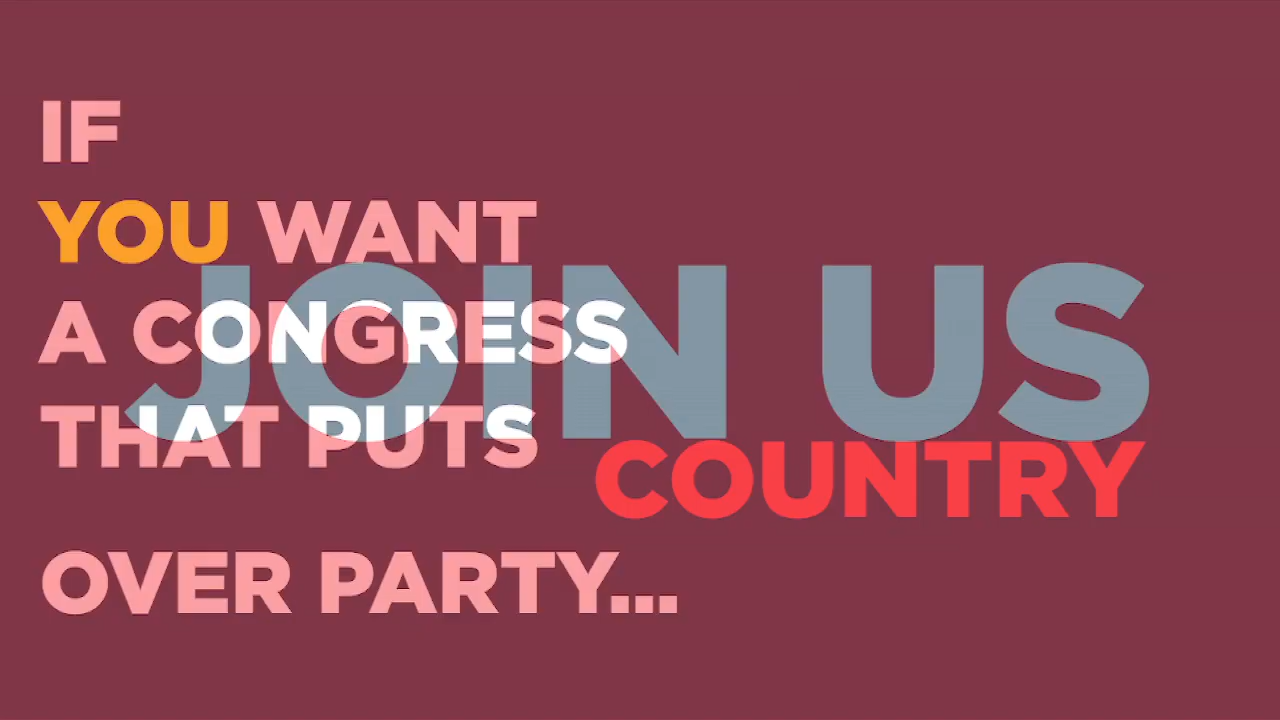 IF
YOU WANT
A CONGRESS
THAT PUTS
COUNTRY
OVER PARTY...
JOIN US